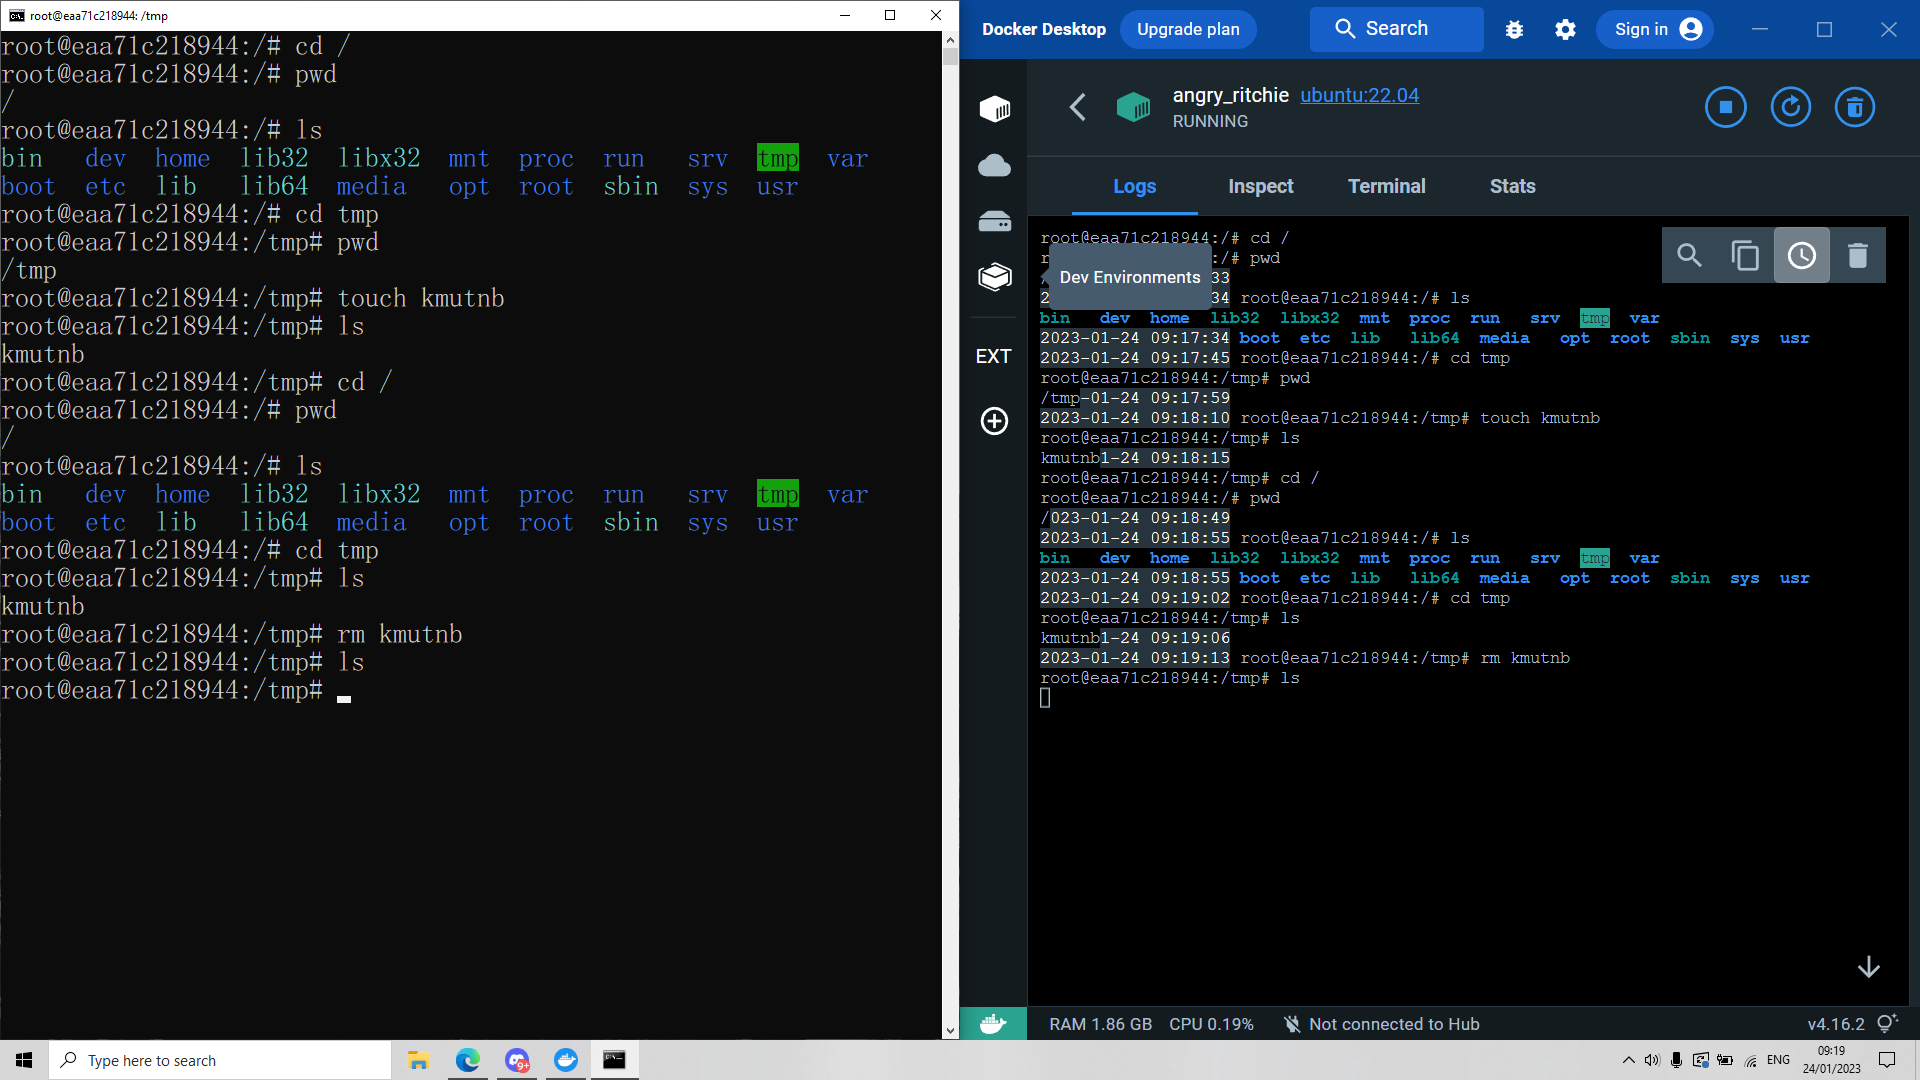 root@eaa71c218944: /tmp
root@eaa71c218944:/# cd /
root@eaa71c218944:/# pwd
/
root@eaa71c218944:/# ls
bin dev home lib32 libx32 mnt proc run srv tmp var
boot etc lib lib64 media opt root sbin sys usr
root@eaa71c218944:/# cd tmp
root@eaa71c218944:/tmp# pwd
/tmp
root@eaa71c218944:/tmp# touch kmutnb
root@eaa71c218944:/tmp# ls
kmutnb
root@eaa71c218944:/tmp# cd /
root@eaa71c218944:/# pwd
/
root@eaa71c218944:/# ls
bin dev home lib32 libx32 mnt proc run srv tmp var
boot etc lib lib64 media opt root sbin sys usr
root@eaa71c218944:/# cd tmp
root@eaa71c218944:/tmp# ls
kmutnb
root@eaa71c218944:/tmp# rm kmutnb
root@eaa71c218944:/tmp# ls
root@eaa71c218944:/tmp#
Docker Desktop Upgrade plan Search Sign in
angry_ritchie ubuntu:22.04
RUNNING
Logs Inspect Terminal Stats
EXT
Dev Environments
root@eaa71c218944:/# cd /
:/# pwd
33
34 root@eaa71c218944:/# ls
bin dev home lib32 libx32 mnt proc run srv tmp var
2023-01-24 09:17:34 boot etc lib lib64 media opt root sbin sys usr
2023-01-24 09:17:45 root@eaa71c218944:/# cd tmp
root@eaa71c218944:/tmp# pwd
/tmp-01-24 09:17:59
2023-01-24 09:18:10 root@eaa71c218944:/tmp# touch kmutnb
root@eaa71c218944:/tmp# ls
kmutnb1-24 09:18:15
root@eaa71c218944:/tmp# cd /
root@eaa71c218944:/# pwd
/023-01-24 09:18:49
2023-01-24 09:18:55 root@eaa71c218944:/# ls
bin dev home lib32 libx32 mnt proc run srv tmp var
2023-01-24 09:18:55 boot etc lib lib64 media opt root sbin sys usr
2023-01-24 09:19:02 root@eaa71c218944:/# cd tmp
root@eaa71c218944:/tmp# ls
kmutnb1-24 09:19:06
2023-01-24 09:19:13 root@eaa71c218944:/tmp# rm kmutnb
root@eaa71c218944:/tmp# ls
RAM 1.86 GB CPU 0.19% Not connected to Hub v4.16.2
Type here to search
9+
ENG
09:19
24/01/2023